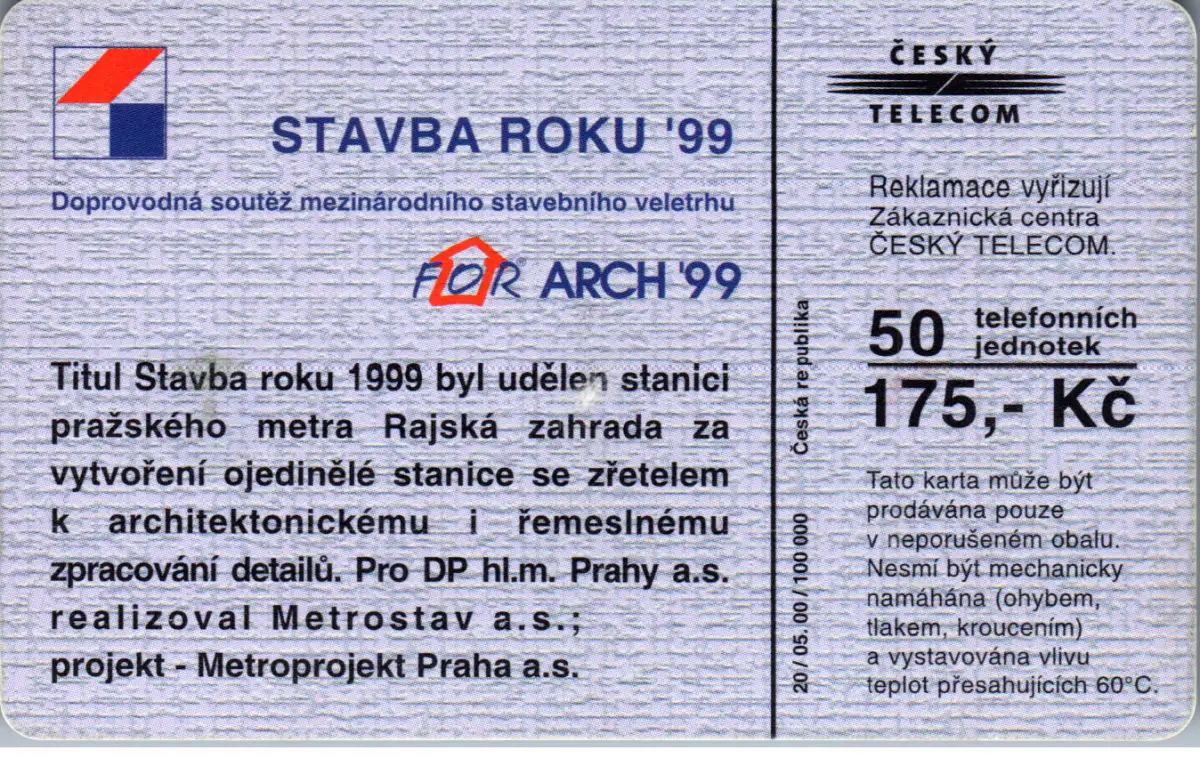 STAVBA ROKU '99
Doprovodná soutěž mezinárodního stavebního veletrhu
FOR® ARCH '99
Titul Stavba roku 1999 byl udělen stanici
pražského metra Rajská zahrada za
vytvoření ojedinělé stanice se zřetelem
k architektonickému i řemeslnému
zpracování detailů. Pro DP hl.m. Prahy a.s.
realizoval Metrostav a.s.;
projekt - Metroprojekt Praha a.s.
20 / 05. 00 / 100 000 Česká republika
ČESKÝ
TELECOM
Reklamace vyřizují
Zákaznická centra
ČESKÝ TELECOM.
50 telefonních
jednotek
175,- Kč
Tato karta může být
prodávána pouze
v neporušeném obalu.
Nesmí být mechanicky
namáhána (ohybem,
tlakem, kroucením)
a vystavována vlivu
teplot přesahujících 60°C.